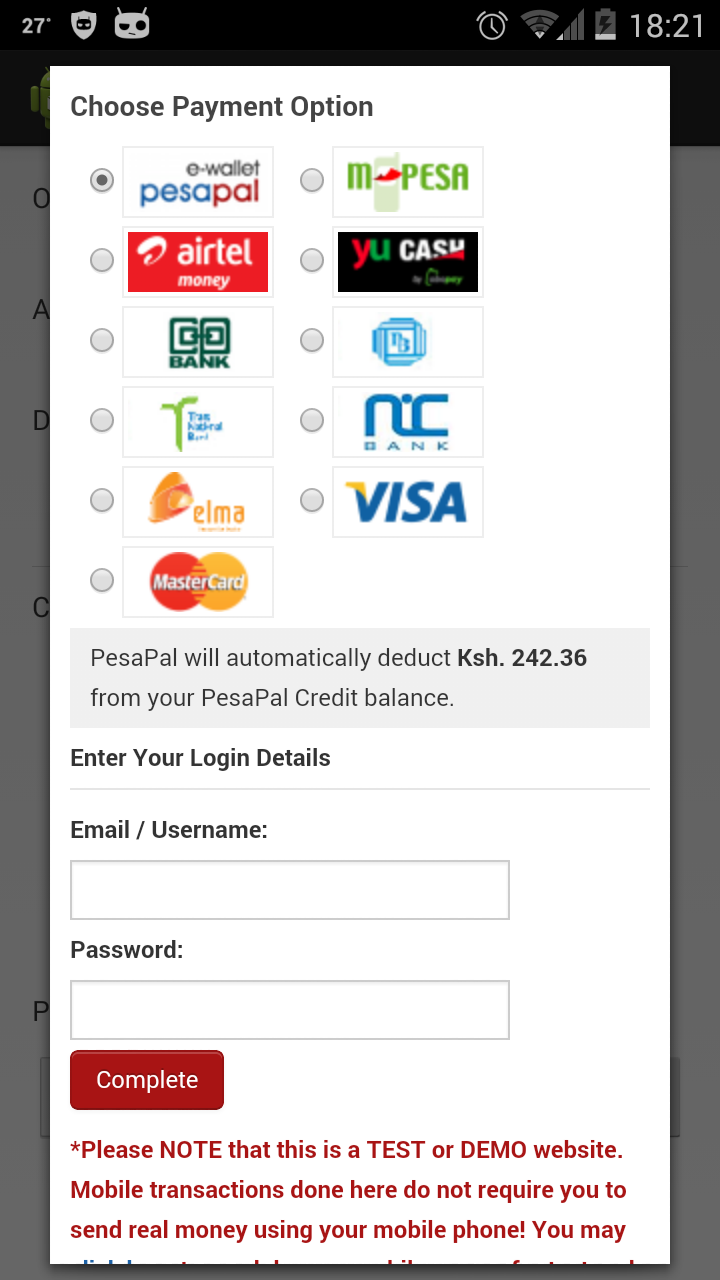 27°
18:21
Choose Payment Option
e-wallet
pesapal
M-PESA
airtel
money
yu CASH
by
BANK
Trans
National
Bank
NIC
BANK
elma
VISA
MasterCard
PesaPal will automatically deduct Ksh. 242.36
from your PesaPal Credit balance.
Enter Your Login Details
Email / Username:
Password:
Complete
*Please NOTE that this is a TEST or DEMO website.
Mobile transactions done here do not require you to
send real money using your mobile phone! You may
O
A
D
C
P